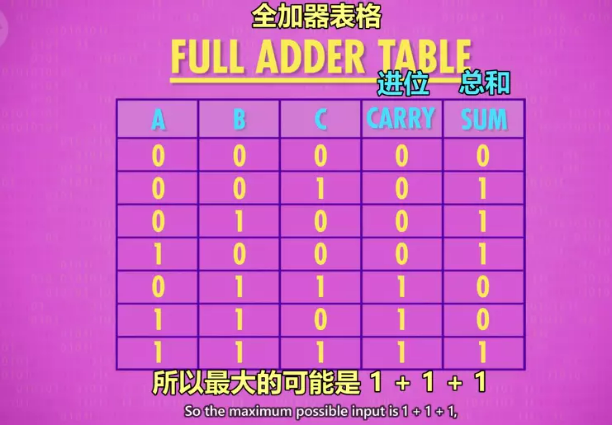 全加器表格
FULL ADDER TABLE
进位 总和
A B C CARRY SUM
0 0 0 0 0
0 0 1 0 1
0 1 0 0 1
1 0 0 0 1
0 1 1 1 0
1 1 0 1 0
1 1 1 1 1
所以最大的可能是 1 + 1 + 1
So the maximum possible input is 1 + 1 + 1,